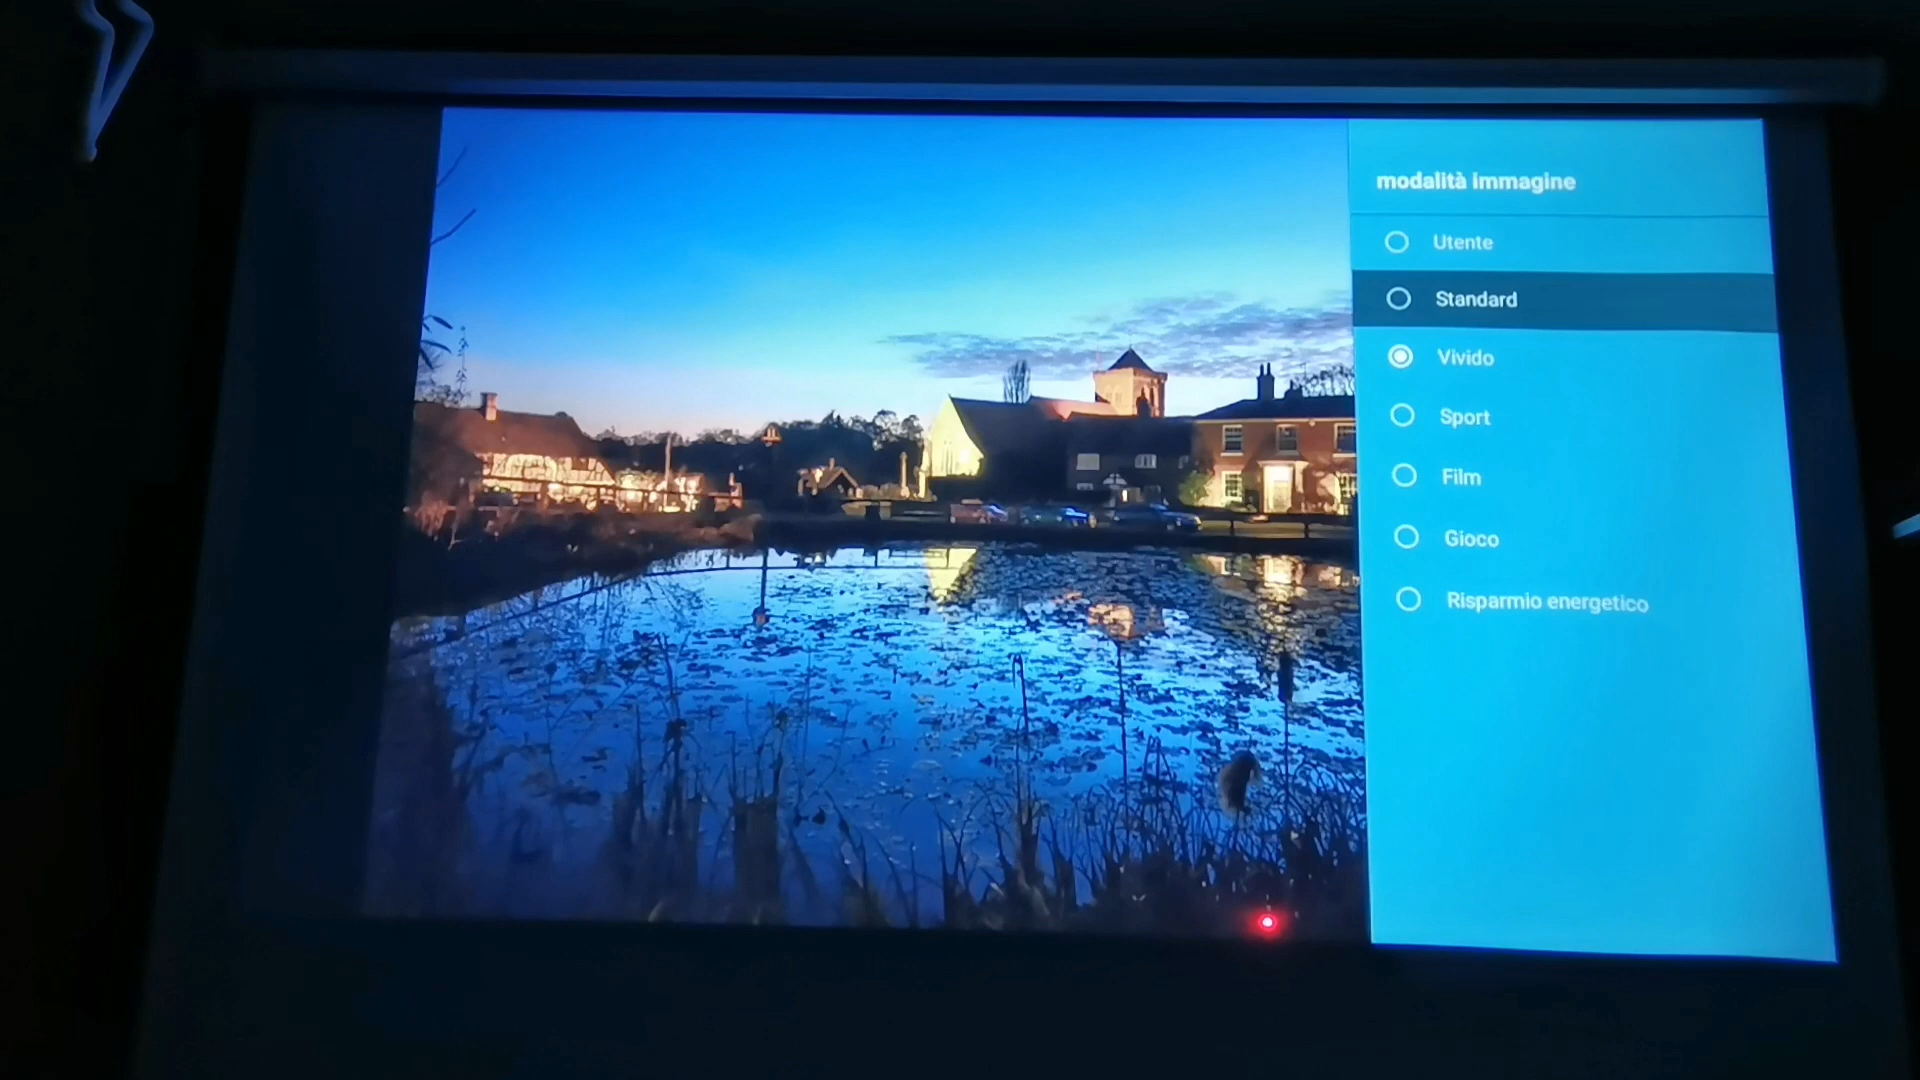 modalità immagine
Utente
Standard
Vivido
Sport
Film
Gioco
Risparmio energetico